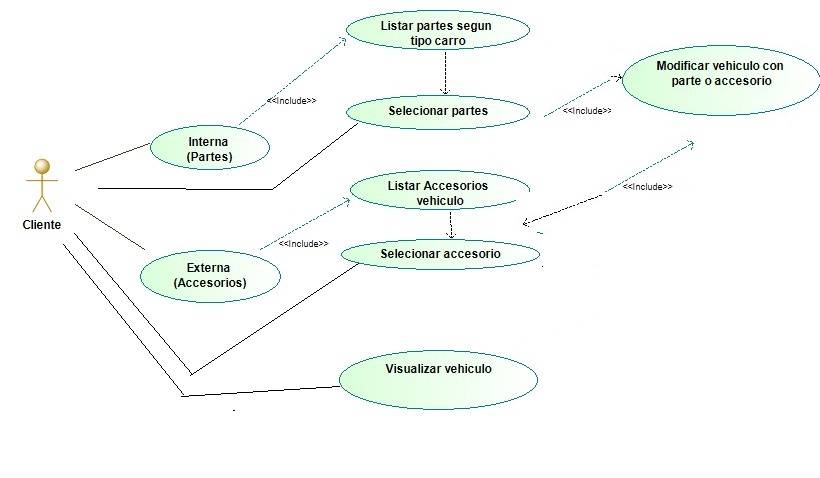 Listar partes segun
tipo carro
Modificar vehiculo con
parte o accesorio
<<Include>>
Selecionar partes
<<Include>>
Interna
(Partes)
Listar Accesorios
vehiculo
<<Include>>
Cliente
<<Include>>
Selecionar accesorio
Externa
(Accesorios)
Visualizar vehiculo